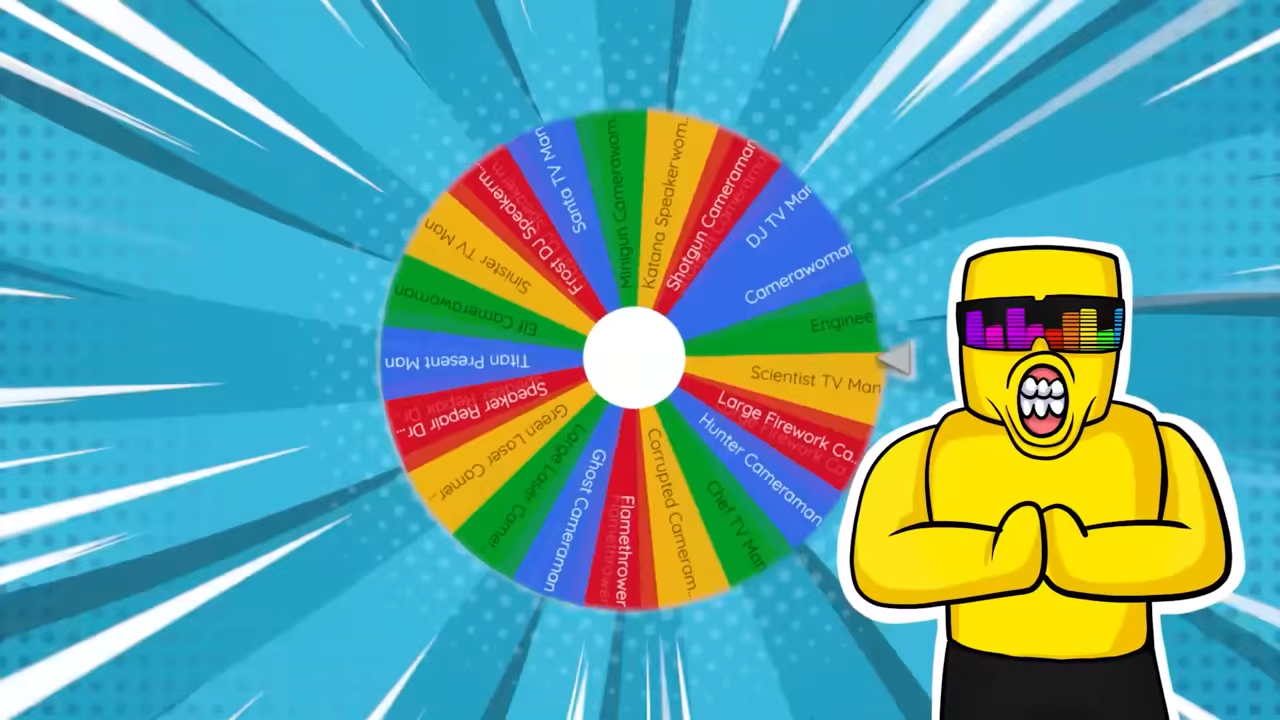 Minigun Camerawom
Katana Speakerwom...
Shotgun Cameraman
DJ TV Man
Camerawoman
Enginee
Scientist TV Man
Large Firework Ca...
Hunter Cameraman
Chef TV Man
Corrupted Cameram...
Flamethrower
Ghost Cameraman
Large Laser Camer
Green Laser Camer...
Speaker Repair Dr...
Titan Present Man
Elf Camerawoman
Sinister TV Man
Frost DJ Speakerm...
Santa TV Man